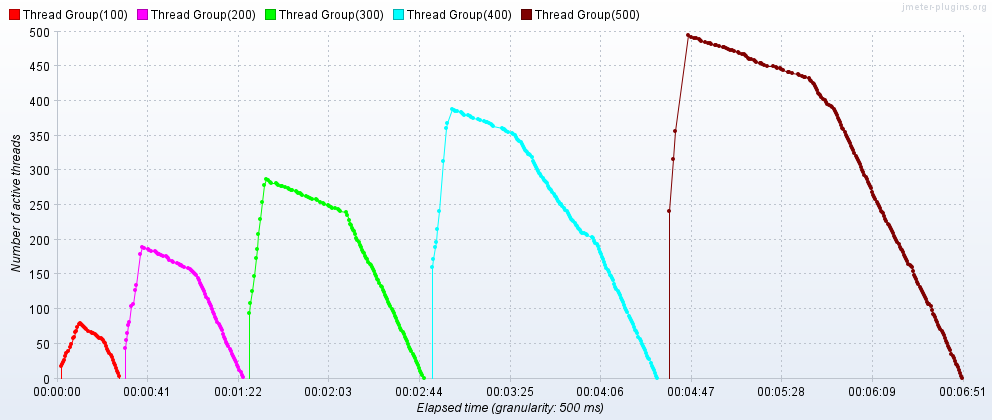 Thread Group(100) Thread Group(200) Thread Group(300) Thread Group(400) Thread Group(500)
jmeter-plugins.org
500
450
400
350
300
250
200
150
100
50
0
Number of active threads
00:00:00 00:00:41 00:01:22 00:02:03 00:02:44 00:03:25 00:04:06 00:04:47 00:05:28 00:06:09 00:06:51
Elapsed time (granularity: 500 ms)